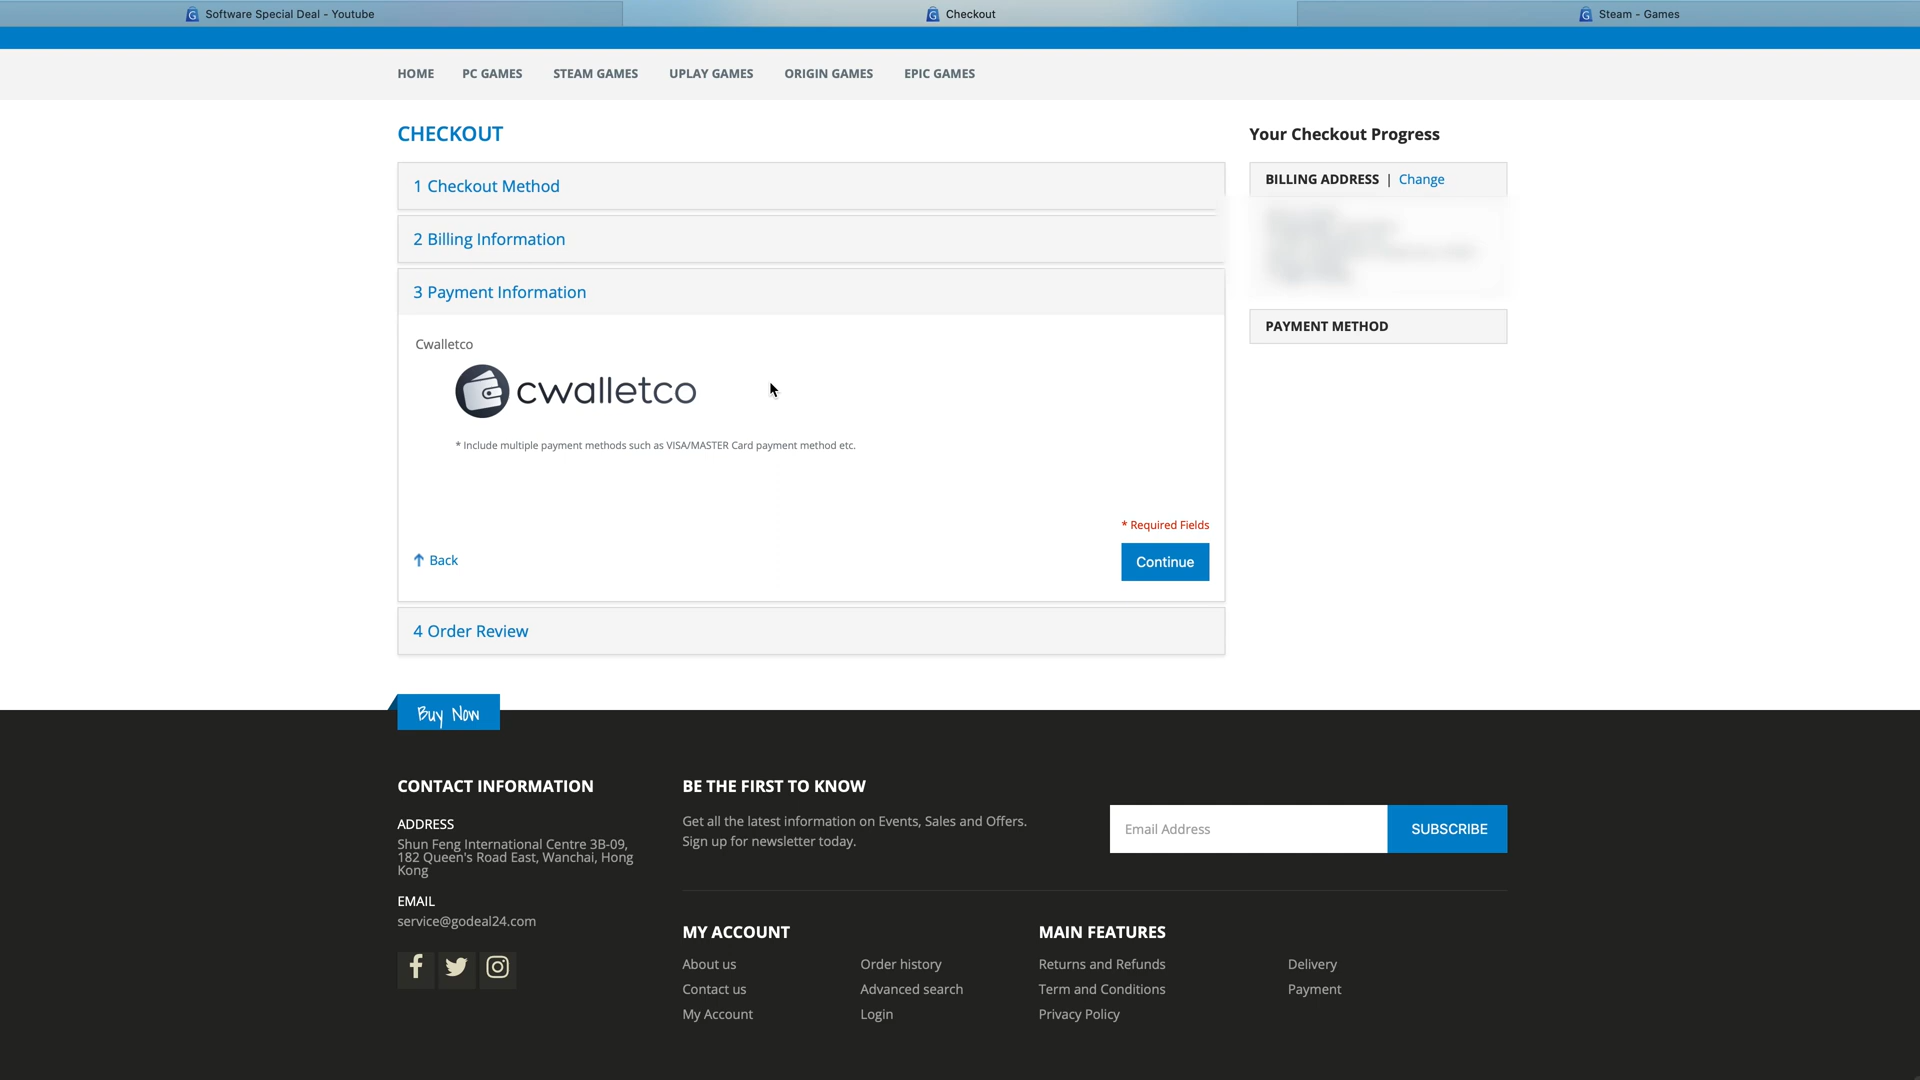 Software Special Deal - Youtube
Checkout
Steam - Games
HOME
PC GAMES
STEAM GAMES
UPLAY GAMES
ORIGIN GAMES
EPIC GAMES
CHECKOUT
1 Checkout Method
2 Billing Information
3 Payment Information
Cwalletco
cwalletco
* Include multiple payment methods such as VISA/MASTER Card payment method etc.
* Required Fields
Back
Continue
4 Order Review
Your Checkout Progress
BILLING ADDRESS | Change
PAYMENT METHOD
Buy Now
CONTACT INFORMATION
ADDRESS
Shun Feng International Centre 3B-09,
182 Queen's Road East, Wanchai, Hong
Kong
EMAIL
service@godeal24.com
BE THE FIRST TO KNOW
Get all the latest information on Events, Sales and Offers.
Sign up for newsletter today.
Email Address
SUBSCRIBE
MY ACCOUNT
About us
Contact us
My Account
Order history
Advanced search
Login
MAIN FEATURES
Returns and Refunds
Term and Conditions
Privacy Policy
Delivery
Payment